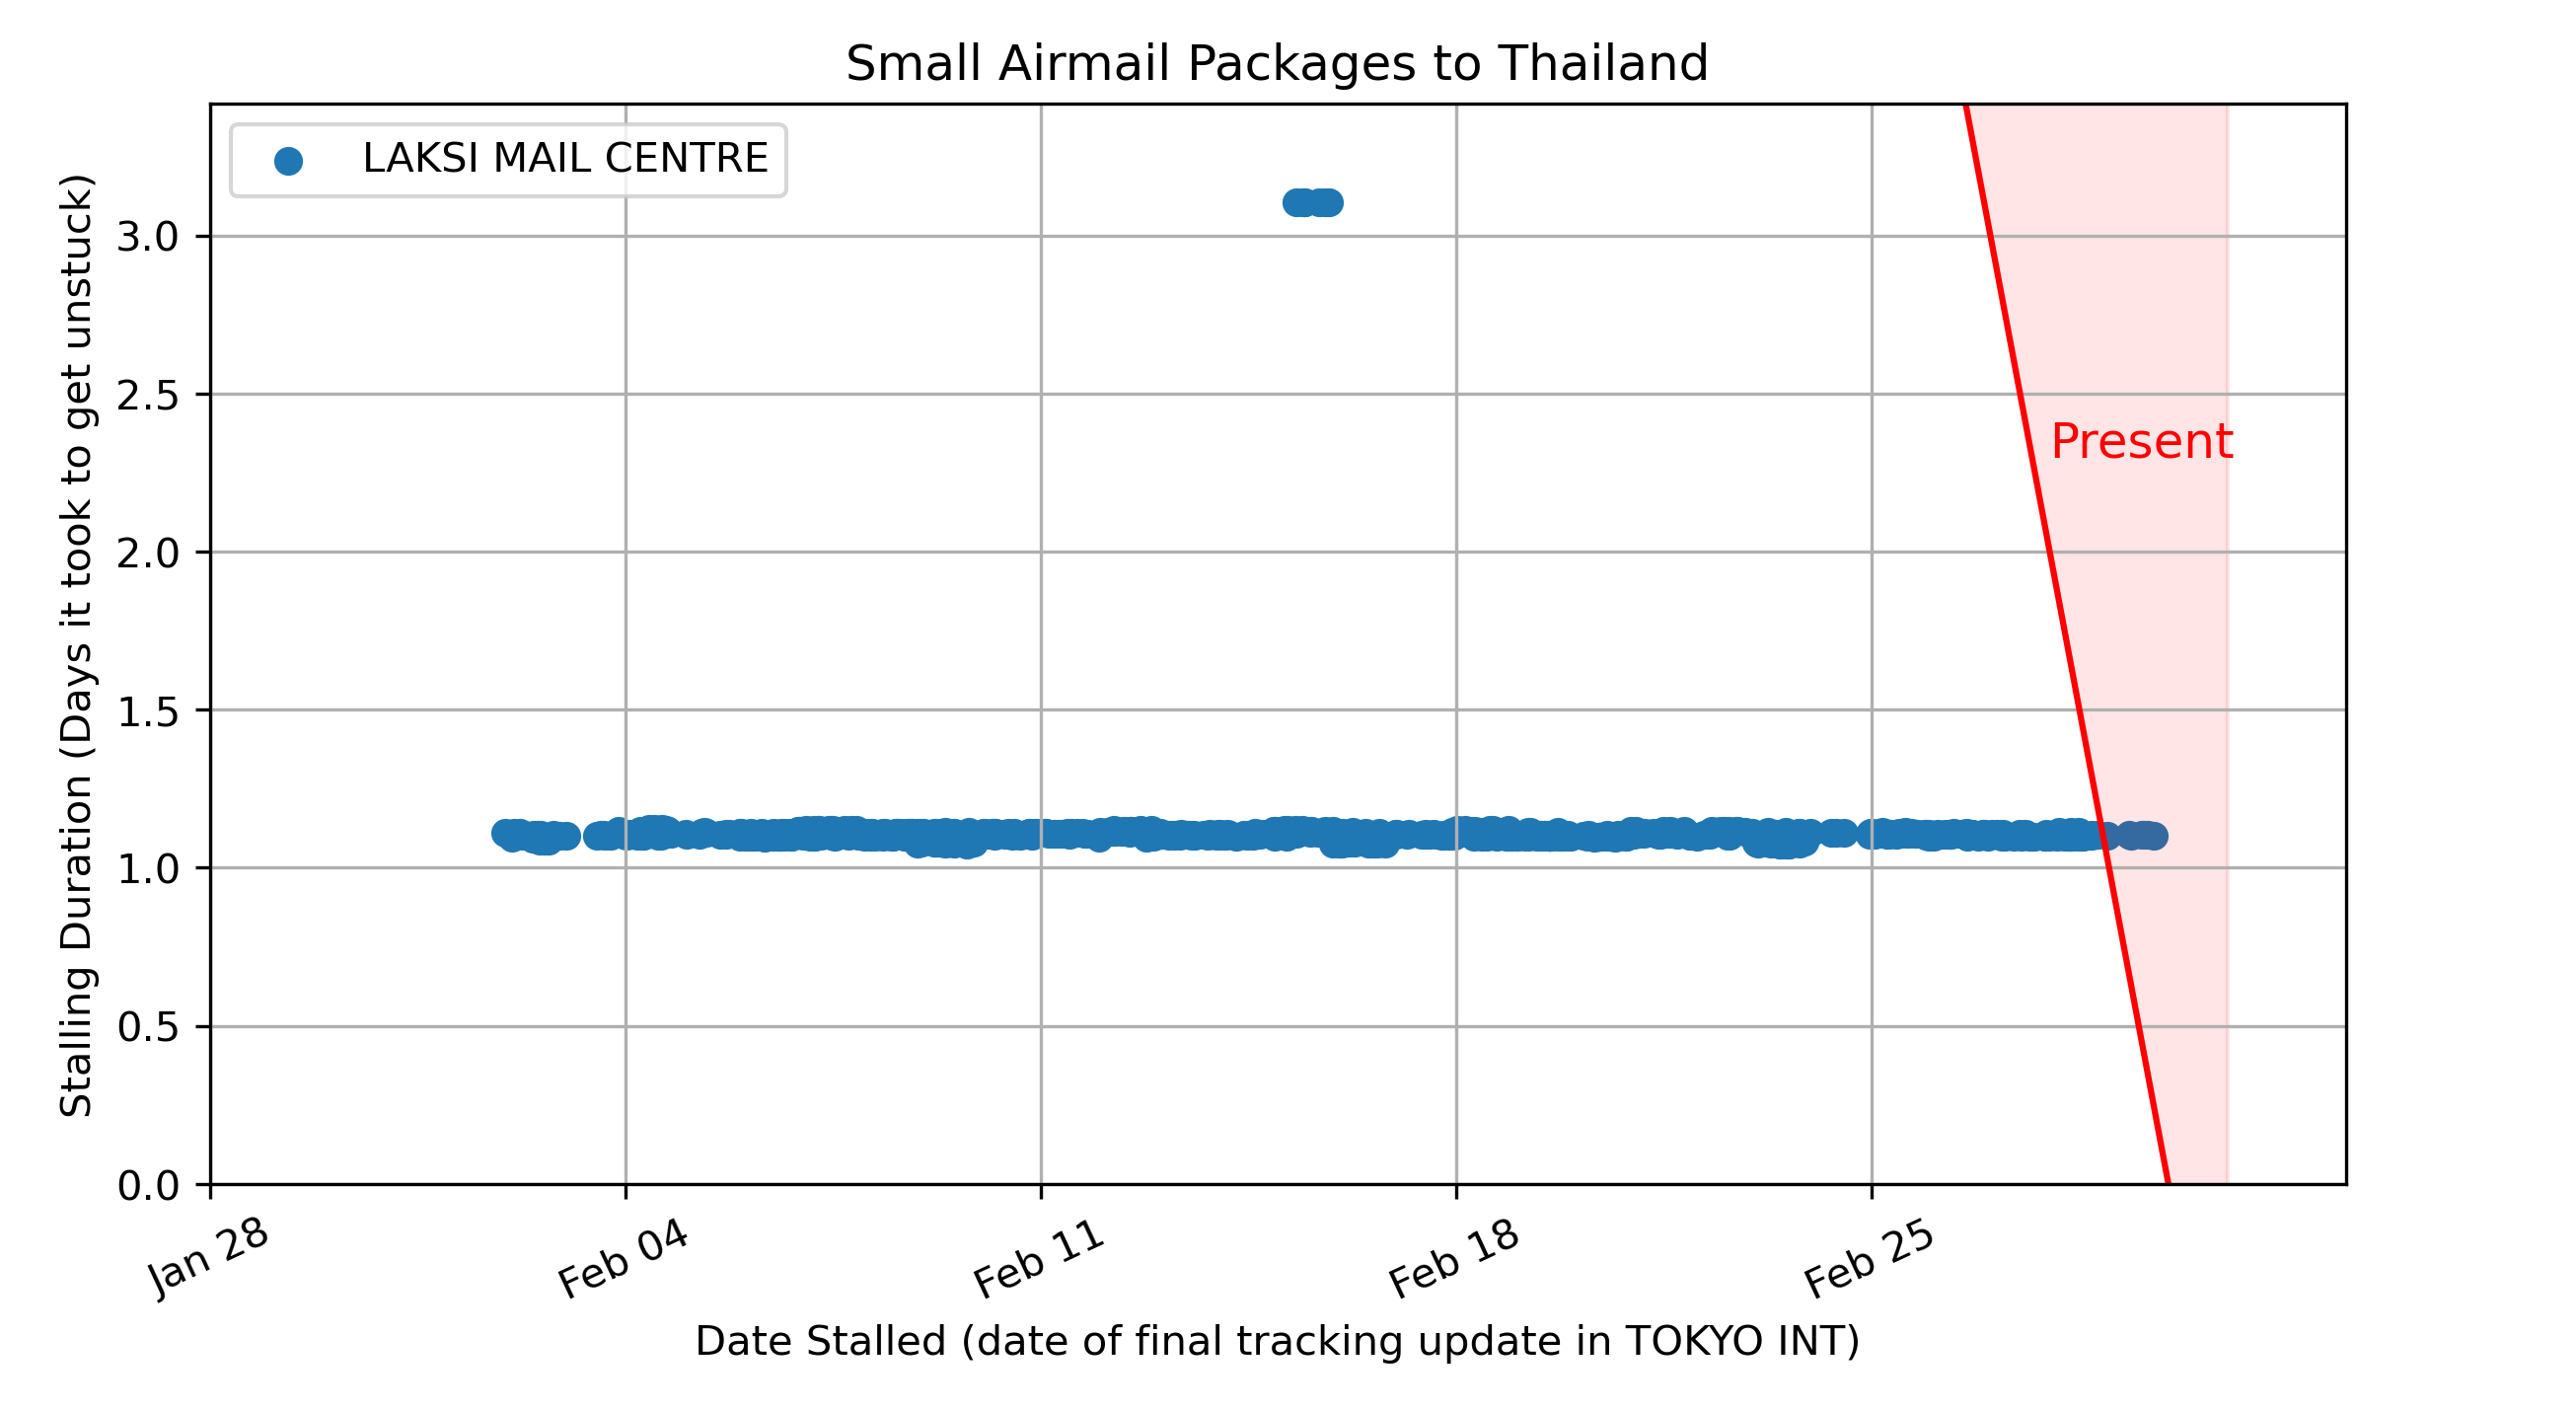 Small Airmail Packages to Thailand
LAKSI MAIL CENTRE
Stalling Duration (Days it took to get unstuck)
3.0
2.5
2.0
1.5
1.0
0.5
0.0
Present
Jan 28
Feb 04
Feb 11
Feb 18
Feb 25
Date Stalled (date of final tracking update in TOKYO INT)